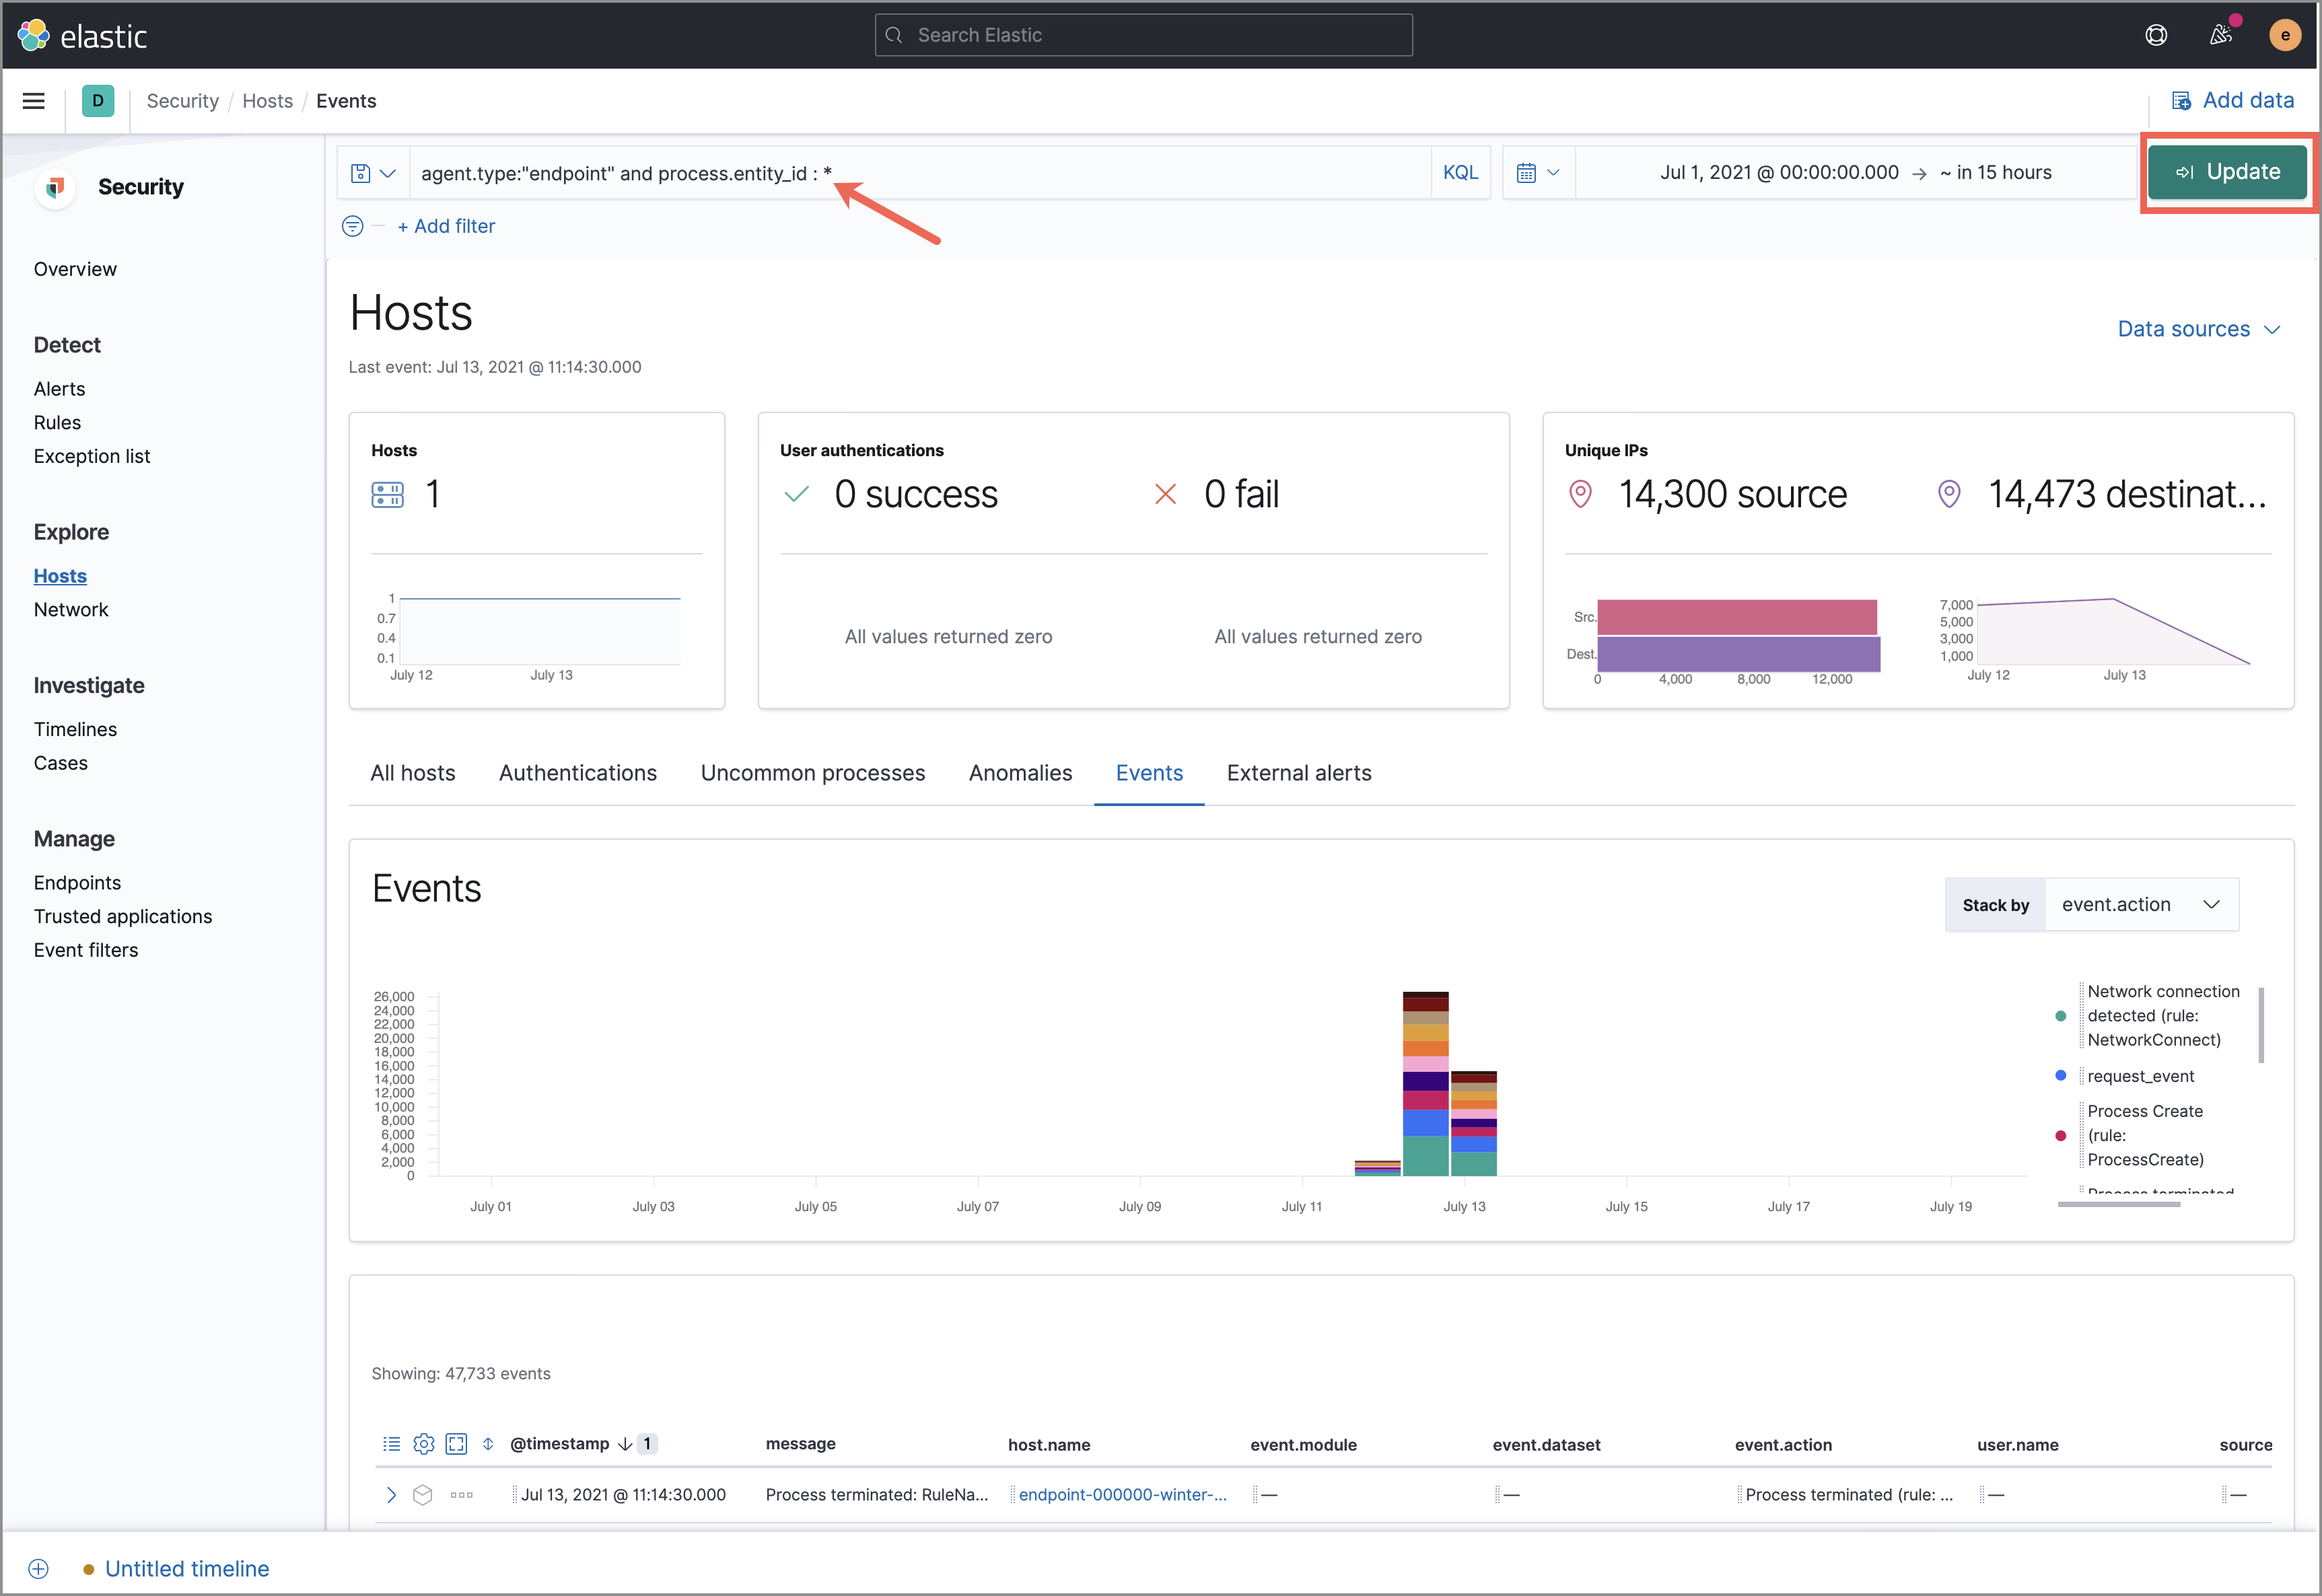 elastic
Search Elastic
e
D
Security / Hosts / Events
Add data
Security
agent.type:"endpoint" and process.entity_id : *
KQL
Jul 1, 2021 @ 00:00:00.000 → ~ in 15 hours
Update
+ Add filter
Overview
Detect
Alerts
Rules
Exception list
Explore
Hosts
Network
Investigate
Timelines
Cases
Manage
Endpoints
Trusted applications
Event filters
Hosts
Data sources
Last event: Jul 13, 2021 @ 11:14:30.000
Hosts
1
1
0.7
0.4
0.1
July 12
July 13
User authentications
0 success
0 fail
All values returned zero
All values returned zero
Unique IPs
14,300 source
14,473 destinat...
Src.
Dest.
0
4,000
8,000
12,000
7,000
5,000
3,000
1,000
July 12
July 13
All hosts
Authentications
Uncommon processes
Anomalies
Events
External alerts
Events
Stack by
event.action
26,000
24,000
22,000
20,000
18,000
16,000
14,000
12,000
10,000
8,000
6,000
4,000
2,000
0
July 01
July 03
July 05
July 07
July 09
July 11
July 13
July 15
July 17
July 19
Network connection
detected (rule:
NetworkConnect)
request_event
Process Create
(rule:
ProcessCreate)
Process terminated
Showing: 47,733 events
@timestamp ↓ 1
message
host.name
event.module
event.dataset
event.action
user.name
source
Jul 13, 2021 @ 11:14:30.000
Process terminated: RuleNa...
endpoint-000000-winter-...
—
—
Process terminated (rule: ...
—
—
Untitled timeline